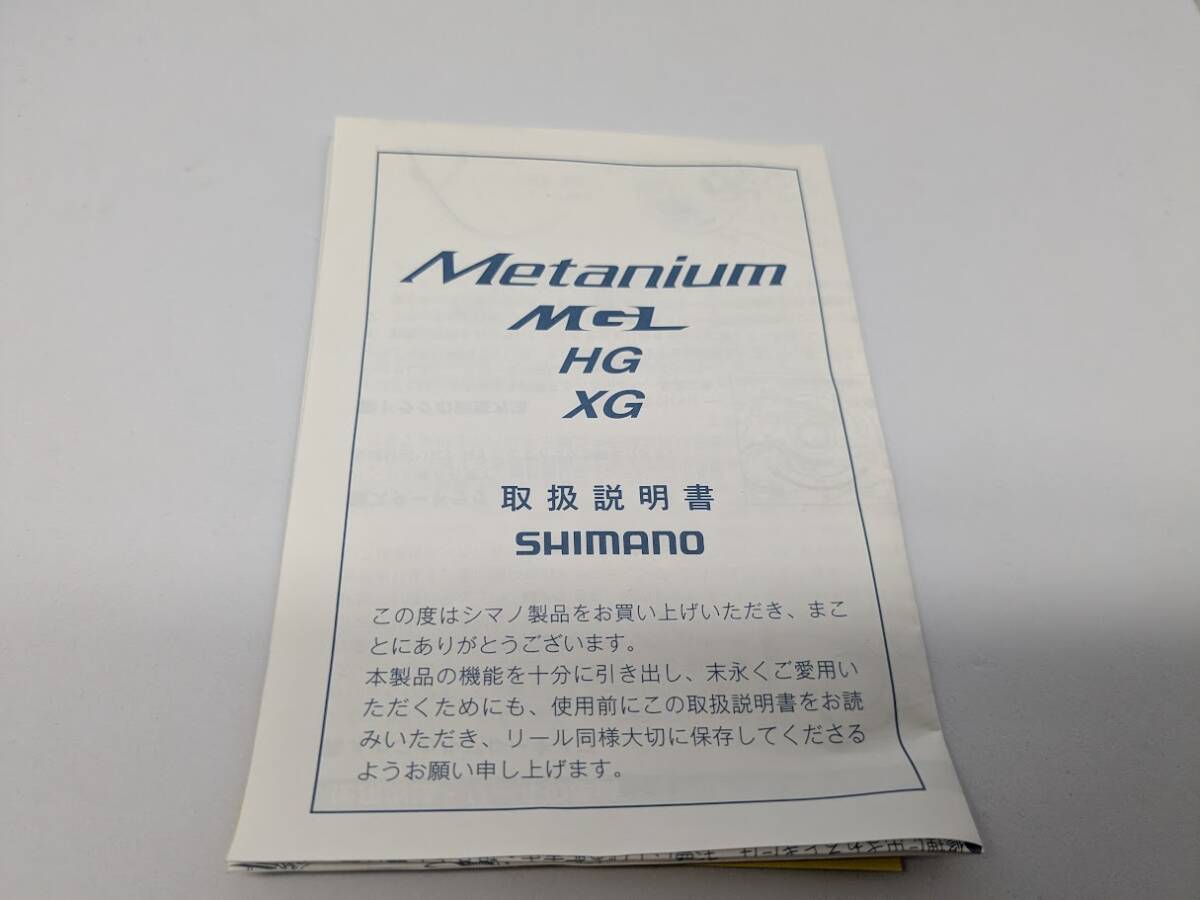 Metanium
MGL
HG
XG
取扱説明書
SHIMANO
この度はシマノ製品をお買い上げいただき、まこ
とにありがとうございます。
本製品の機能を十分に引き出し、末永くご愛用い
ただくためにも、使用前にこの取扱説明書をお読
みいただき、リール同様大切に保存してくださる
ようお願い申し上げます。